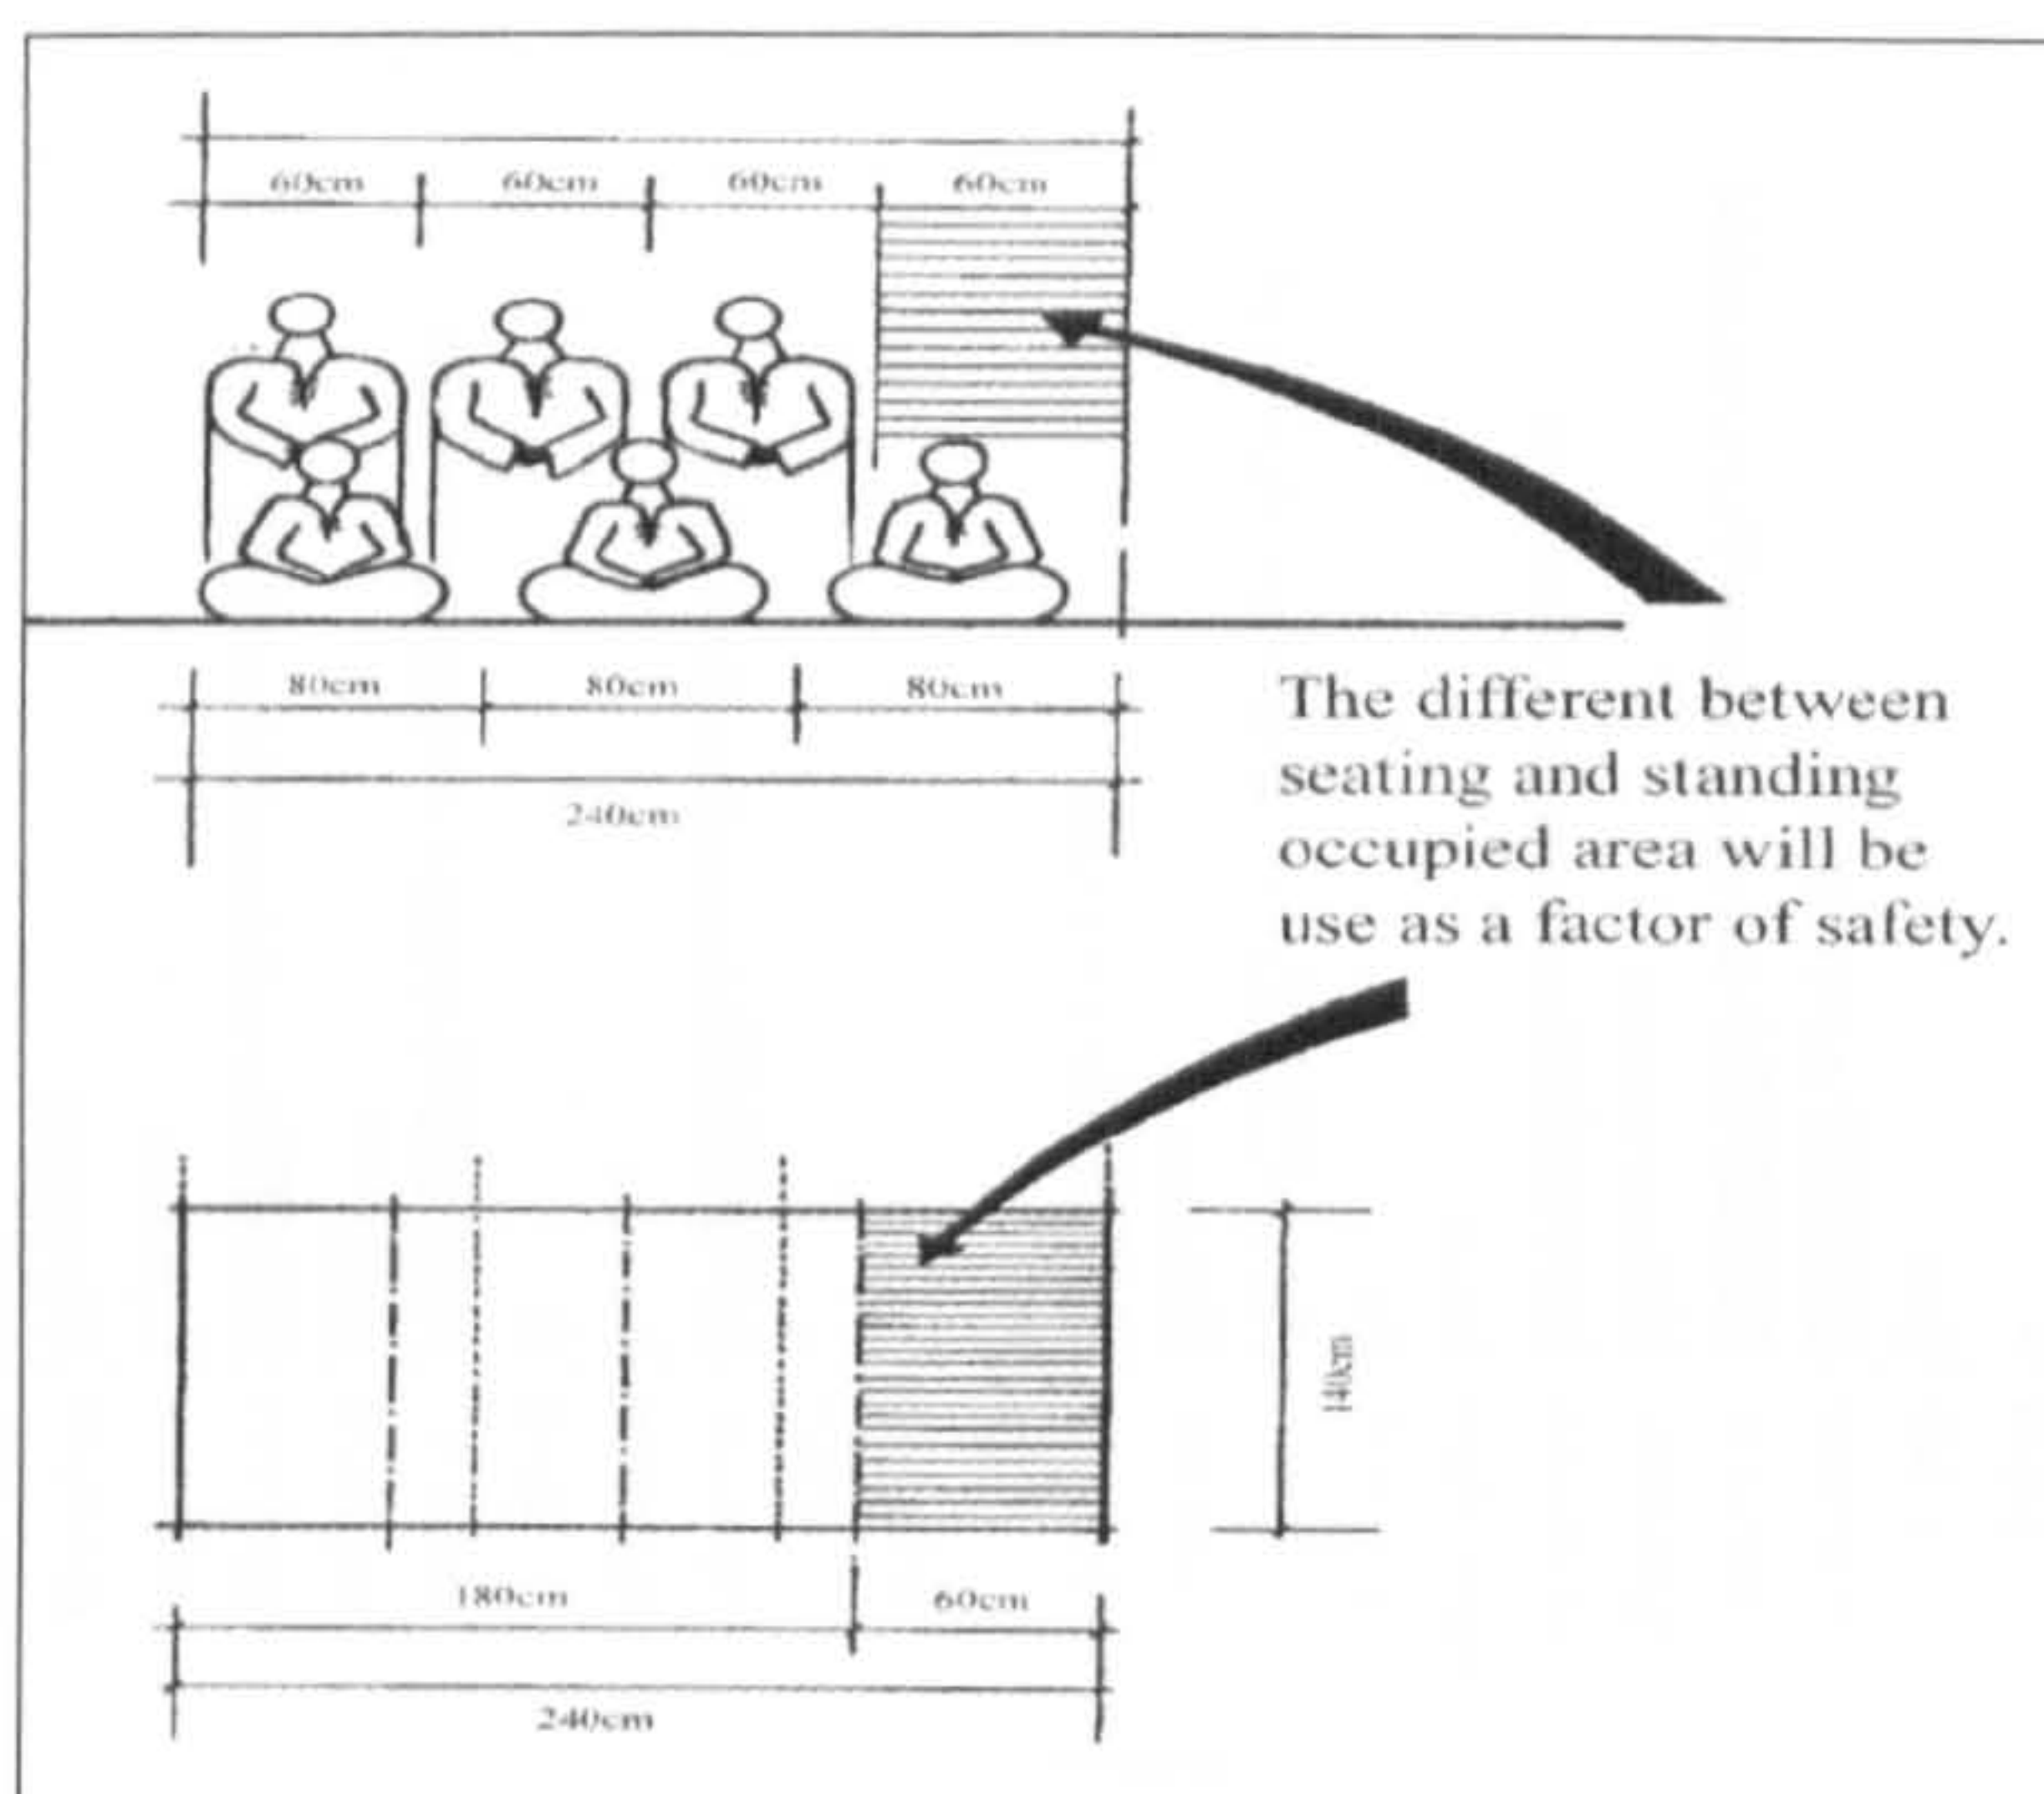 60cm 60cm 60cm 60cm
80cm 80cm 80cm
240cm
The different between
seating and standing
occupied area will be
use as a factor of safety.
140cm
180cm 60cm
240cm